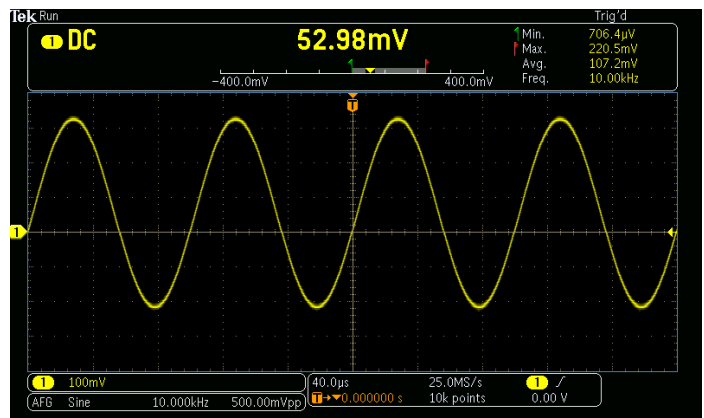 Tek Run Trig'd
1 DC 52.98mV
Min. 706.4µV
Max. 220.5mV
Avg. 107.2mV
Freq. 10.00kHz
-400.0mV 400.0mV
T
1
1 100mV
AFG Sine 10.000kHz 500.00mVpp
40.0µs 25.0MS/s 1 /
T→▼0.000000 s 10k points 0.00 V